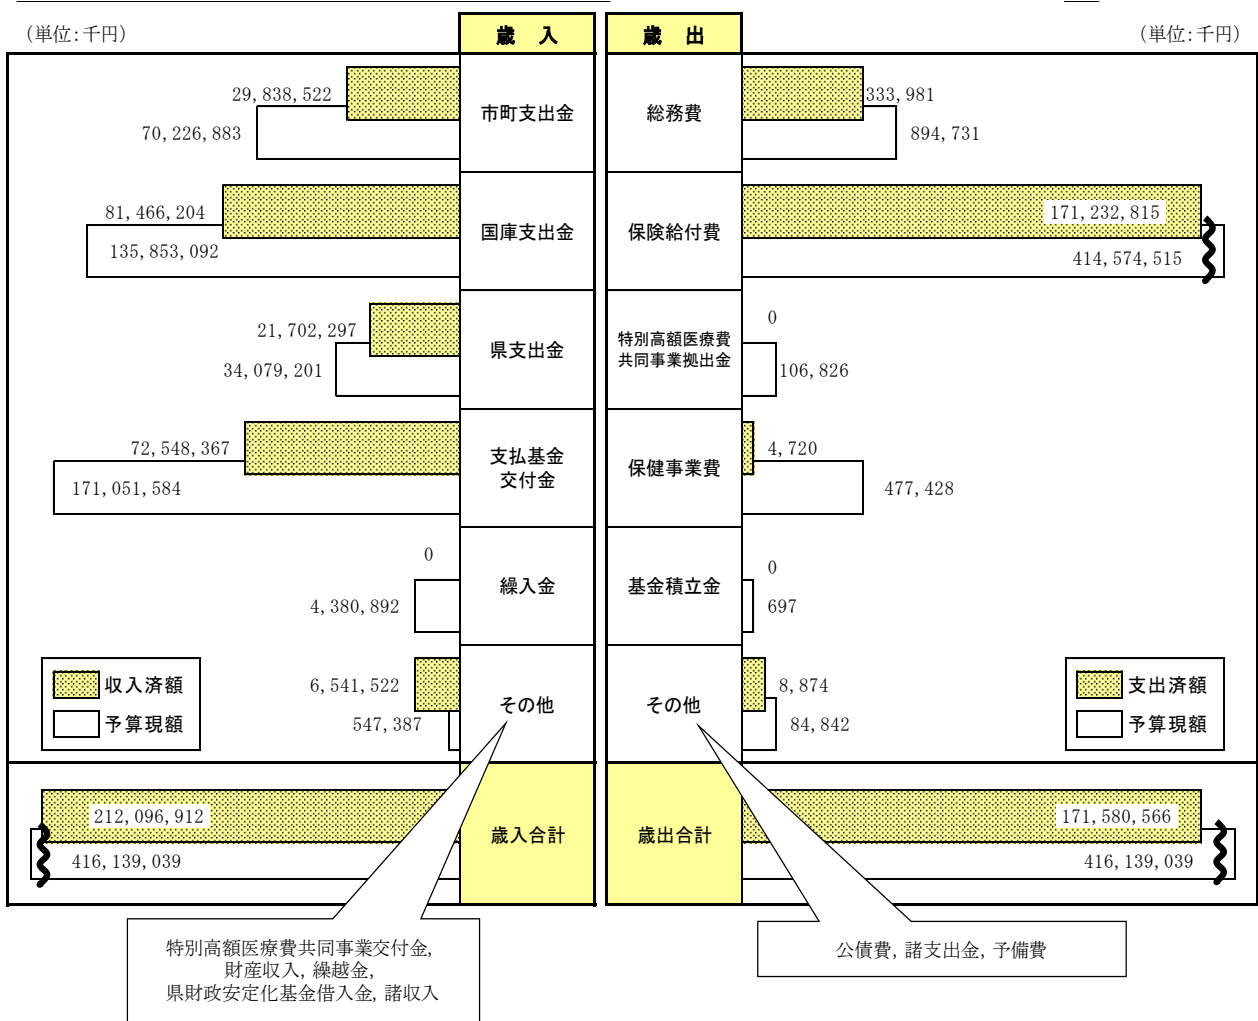 （単位：千円）
歳　入
歳　出
（単位：千円）
29,838,522
70,226,883
市町支出金
総務費
333,981
894,731
81,466,204
135,853,092
国庫支出金
保険給付費
171,232,815
414,574,515
21,702,297
34,079,201
県支出金
特別高額医療費
共同事業拠出金
0
106,826
72,548,367
171,051,584
支払基金
交付金
保健事業費
4,720
477,428
0
4,380,892
繰入金
基金積立金
0
697
収入済額
予算現額
6,541,522
547,387
その他
その他
8,874
84,842
支出済額
予算現額
212,096,912
416,139,039
歳入合計
歳出合計
171,580,566
416,139,039
特別高額医療費共同事業交付金，
財産収入，繰越金，
県財政安定化基金借入金，諸収入
公債費，諸支出金，予備費